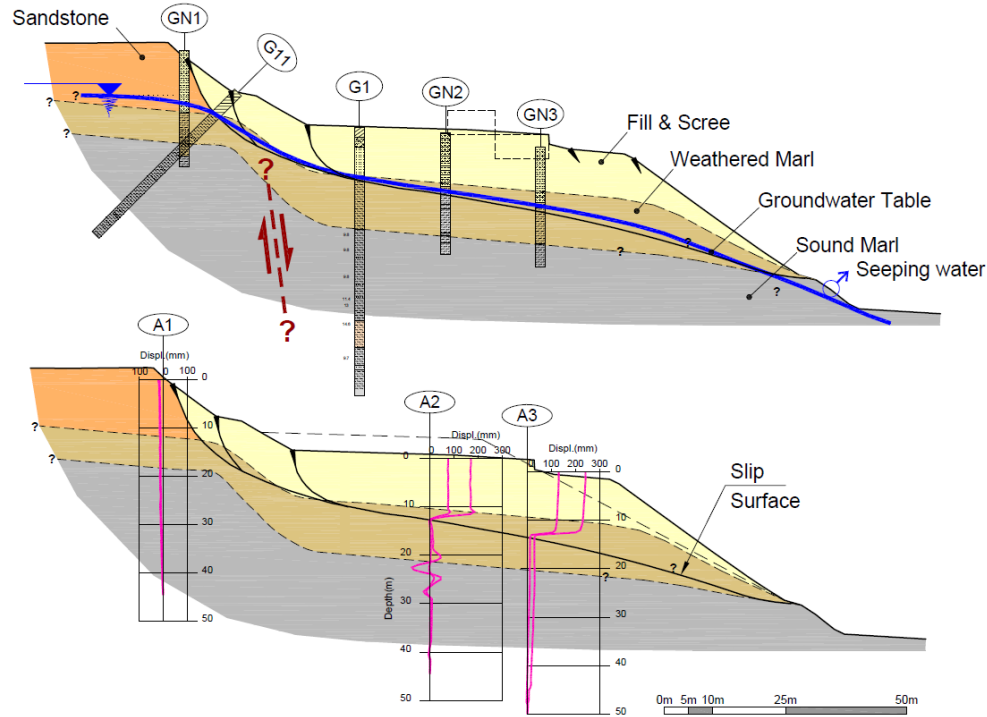 Sandstone
GN1
G11
G1
GN2
GN3
Fill & Scree
Weathered Marl
Groundwater Table
Sound Marl
Seeping water
?
?
?
?
?
?
?
?
A1
Displ.(mm)
100 0 100
0
10
20
30
40
50
A2
Displ.(mm)
0 100 200 300
0
10
20
30
40
50
Depth(m)
A3
Displ.(mm)
0 100 200 300
0
10
20
30
40
50
Slip
Surface
?
?
?
?
0m 5m 10m 25m 50m